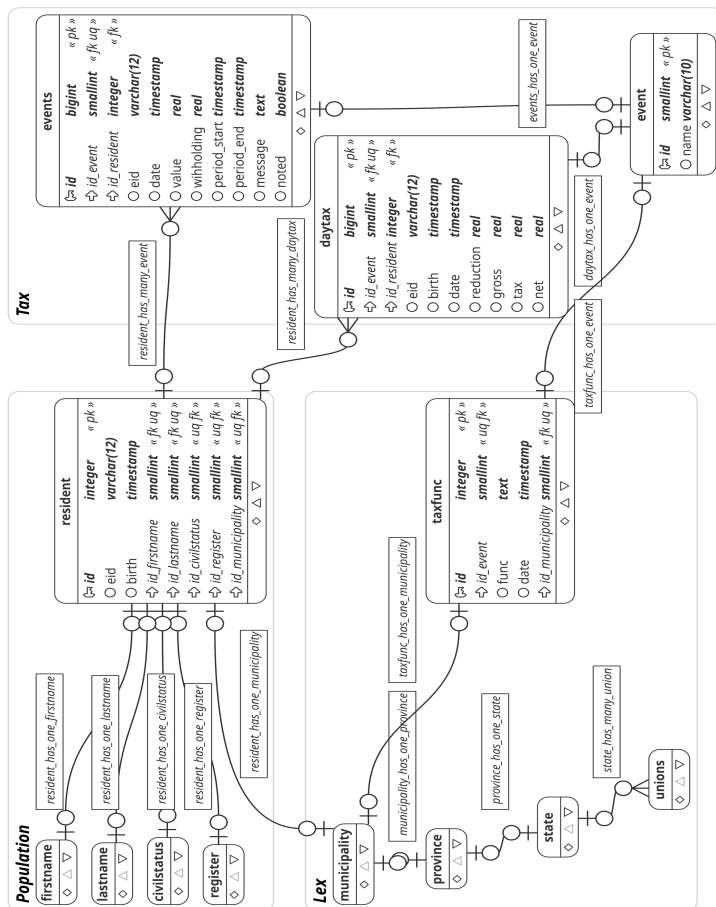 Population
firstname
lastname
civilstatus
register
resident_has_one_firstname
resident_has_one_lastname
resident_has_one_civilstatus
resident_has_one_register
resident_has_one_municipality
resident
id integer « pk »
eid varchar(12)
birth timestamp
id_firstname smallint « fk uq »
id_lastname smallint « fk uq »
id_civilstatus smallint « uq fk »
id_register smallint « uq fk »
id_municipality smallint « uq fk »
Tax
resident_has_many_event
resident_has_many_daytax
events
id bigint « pk »
id_event smallint « fk uq »
id_resident integer « fk »
eid varchar(12)
date timestamp
value real
wihholding real
period_start timestamp
period_end timestamp
message text
noted boolean
daytax
id bigint « pk »
id_event smallint « fk uq »
id_resident integer « fk »
eid varchar(12)
birth timestamp
date timestamp
reduction real
gross real
tax real
net real
events_has_one_event
daytax_has_one_event
taxfunc_has_one_event
event
id smallint « pk »
name varchar(10)
Lex
municipality
province
state
unions
municipality_has_one_province
taxfunc_has_one_municipality
province_has_one_state
state_has_many_union
taxfunc
id integer « pk »
id_event smallint « uq fk »
func text
date timestamp
id_municipality smallint « fk uq »